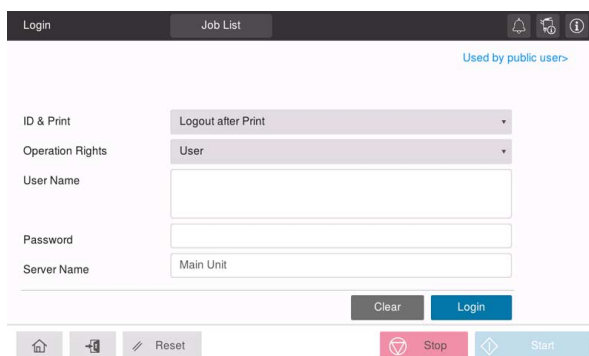 Login Job List
Used by public user>
ID & Print Logout after Print
Operation Rights User
User Name
Password
Server Name Main Unit
Clear Login
Reset Stop Start